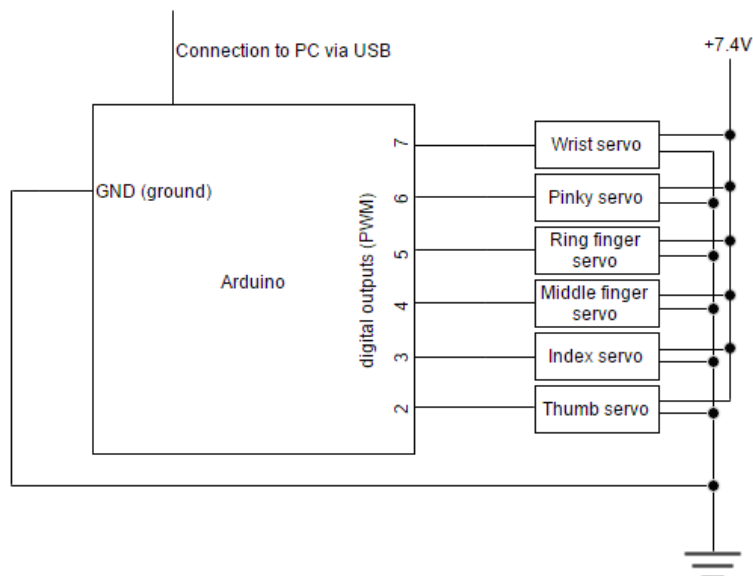 Connection to PC via USB
+7.4V
GND (ground)
Arduino
digital outputs (PWM)
7
6
5
4
3
2
Wrist servo
Pinky servo
Ring finger
servo
Middle finger
servo
Index servo
Thumb servo